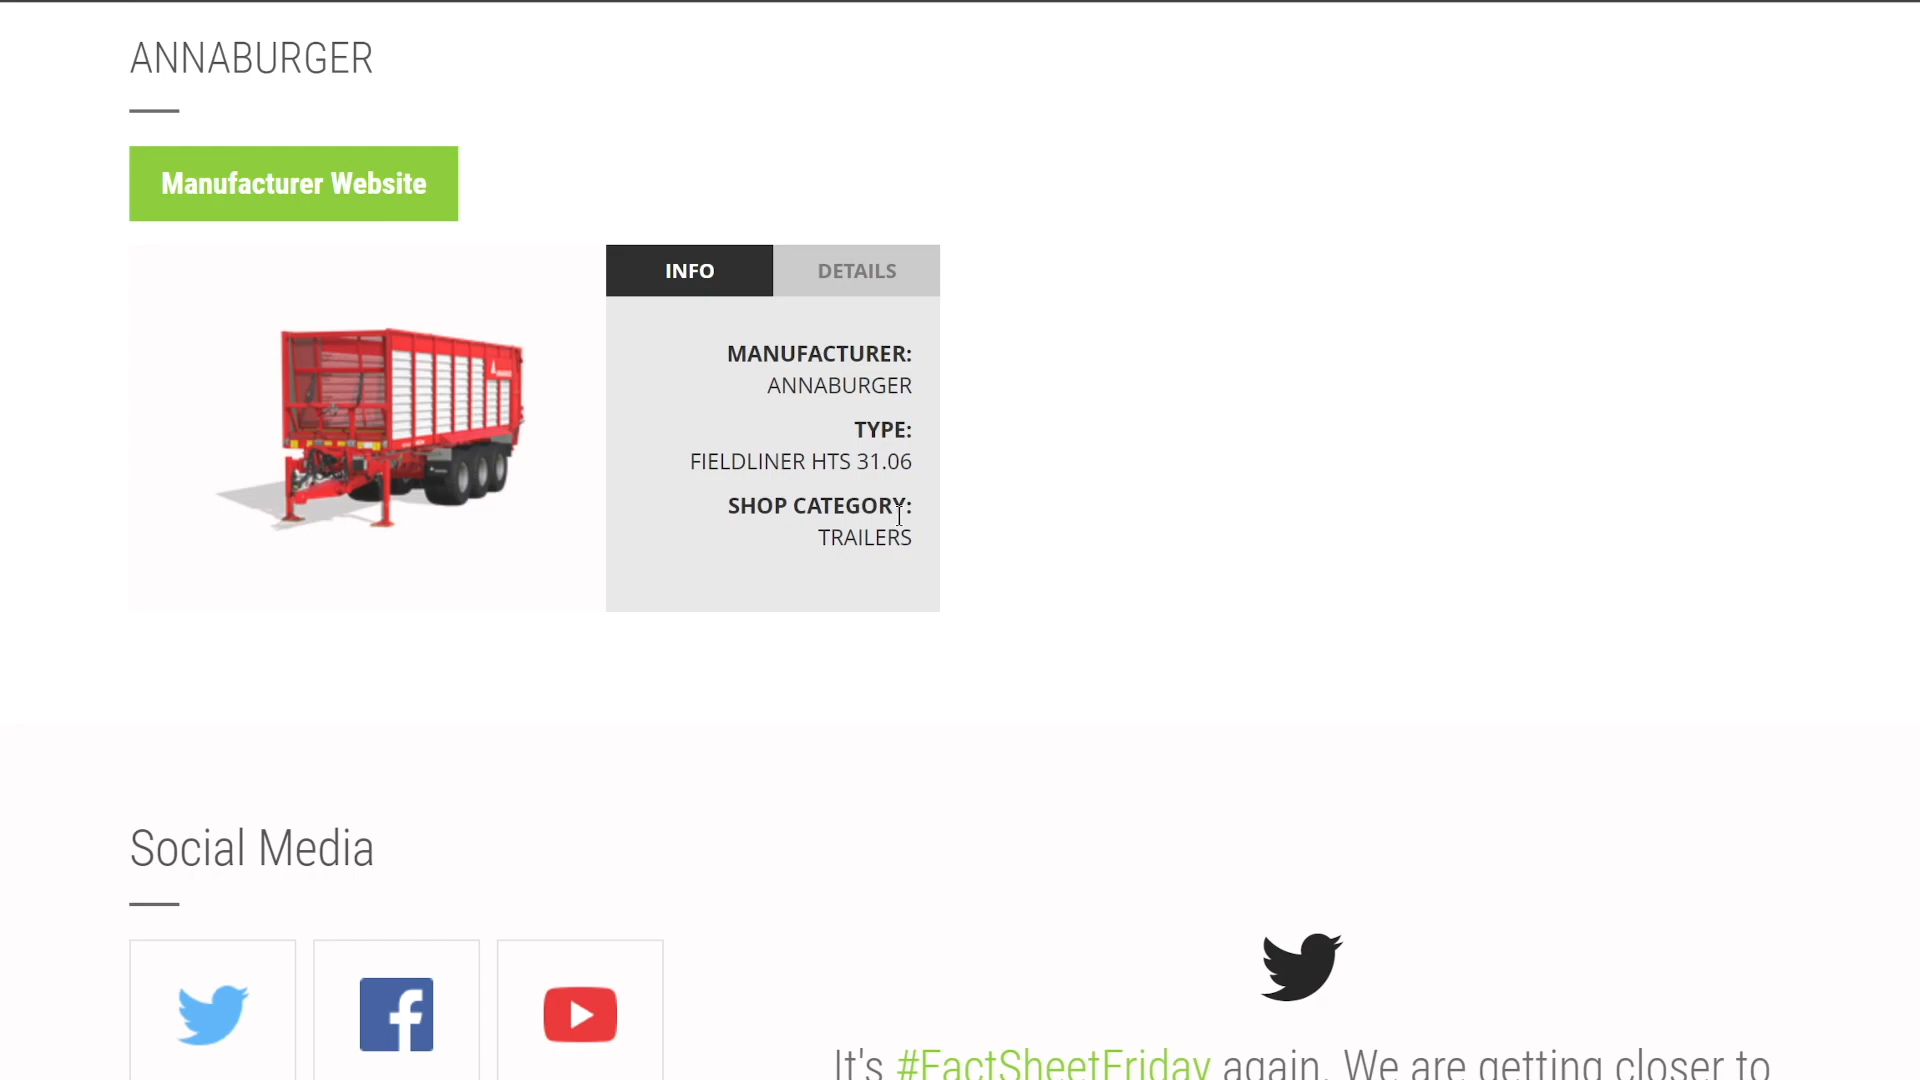 ANNABURGER
Manufacturer Website
INFO
DETAILS
MANUFACTURER:
ANNABURGER
TYPE:
FIELDLINER HTS 31.06
SHOP CATEGORY:
TRAILERS
Social Media
It's #FactSheetFriday again. We are getting closer to